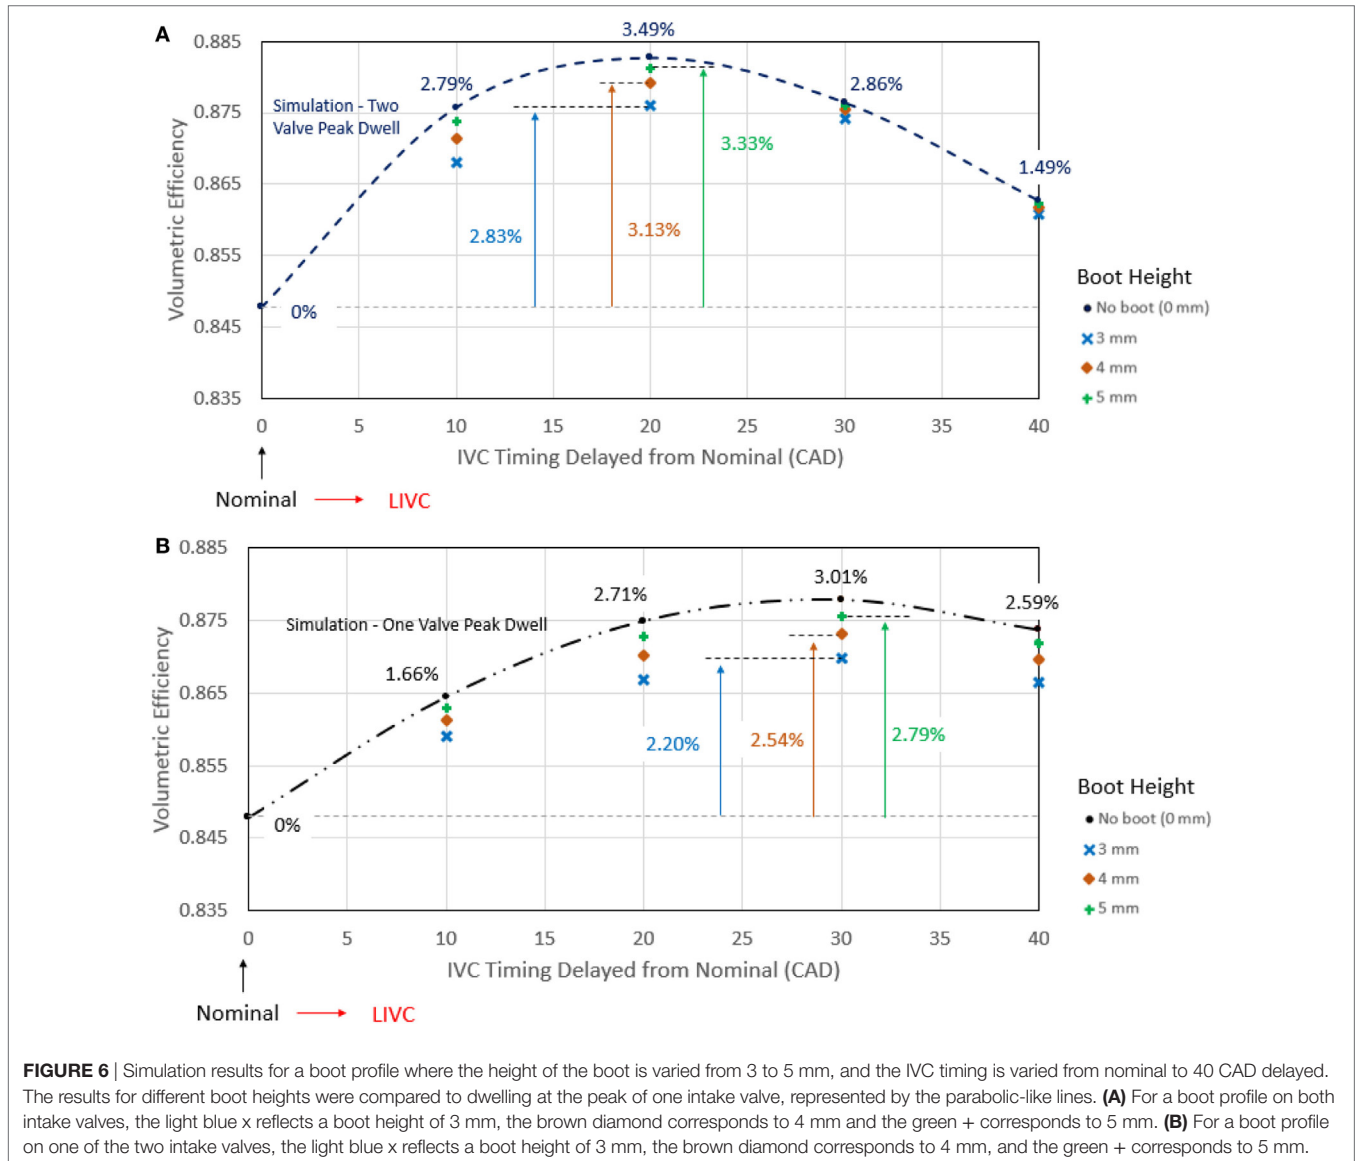 A
0.885
0.875
0.865
0.855
0.845
0.835
Volumetric Efficiency
Simulation - Two
Valve Peak Dwell
0%
2.79%
3.49%
2.86%
1.49%
2.83%
3.13%
3.33%
0 5 10 15 20 25 30 35 40
IVC Timing Delayed from Nominal (CAD)
Nominal LIVC
Boot Height
No boot (0 mm)
3 mm
4 mm
5 mm
B
0.885
0.875
0.865
0.855
0.845
0.835
Volumetric Efficiency
Simulation - One Valve Peak Dwell
0%
1.66%
2.71%
3.01%
2.59%
2.20%
2.54%
2.79%
0 5 10 15 20 25 30 35 40
IVC Timing Delayed from Nominal (CAD)
Nominal LIVC
Boot Height
No boot (0 mm)
3 mm
4 mm
5 mm
FIGURE 6 | Simulation results for a boot profile where the height of the boot is varied from 3 to 5 mm, and the IVC timing is varied from nominal to 40 CAD delayed.
The results for different boot heights were compared to dwelling at the peak of one intake valve, represented by the parabolic-like lines. (A) For a boot profile on both
intake valves, the light blue x reflects a boot height of 3 mm, the brown diamond corresponds to 4 mm and the green + corresponds to 5 mm. (B) For a boot profile
on one of the two intake valves, the light blue x reflects a boot height of 3 mm, the brown diamond corresponds to 4 mm, and the green + corresponds to 5 mm.